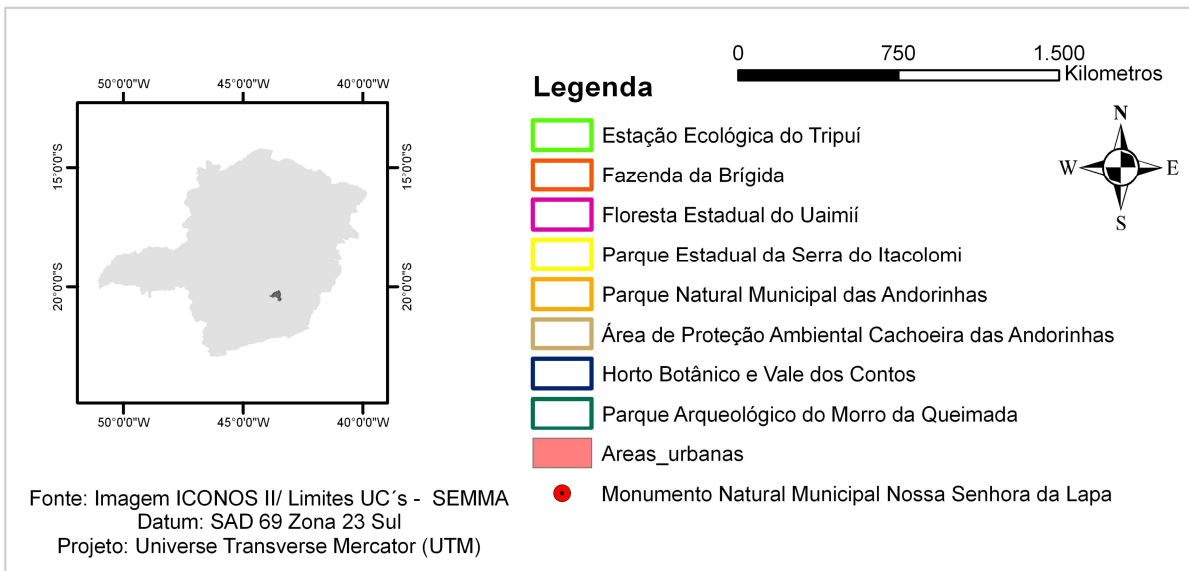 50°0'0"W 45°0'0"W 40°0'0"W
15°0'0"S 15°0'0"S
20°0'0"S 20°0'0"S
50°0'0"W 45°0'0"W 40°0'0"W
Fonte: Imagem ICONOS II/ Limites UC´s - SEMMA
Datum: SAD 69 Zona 23 Sul
Projeto: Universe Transverse Mercator (UTM)
0 750 1.500
Kilometros
Legenda
Estação Ecológica do Tripuí
Fazenda da Brígida
Floresta Estadual do Uaimií
Parque Estadual da Serra do Itacolomi
Parque Natural Municipal das Andorinhas
Área de Proteção Ambiental Cachoeira das Andorinhas
Horto Botânico e Vale dos Contos
Parque Arqueológico do Morro da Queimada
Areas_urbanas
Monumento Natural Municipal Nossa Senhora da Lapa
N
W E
S